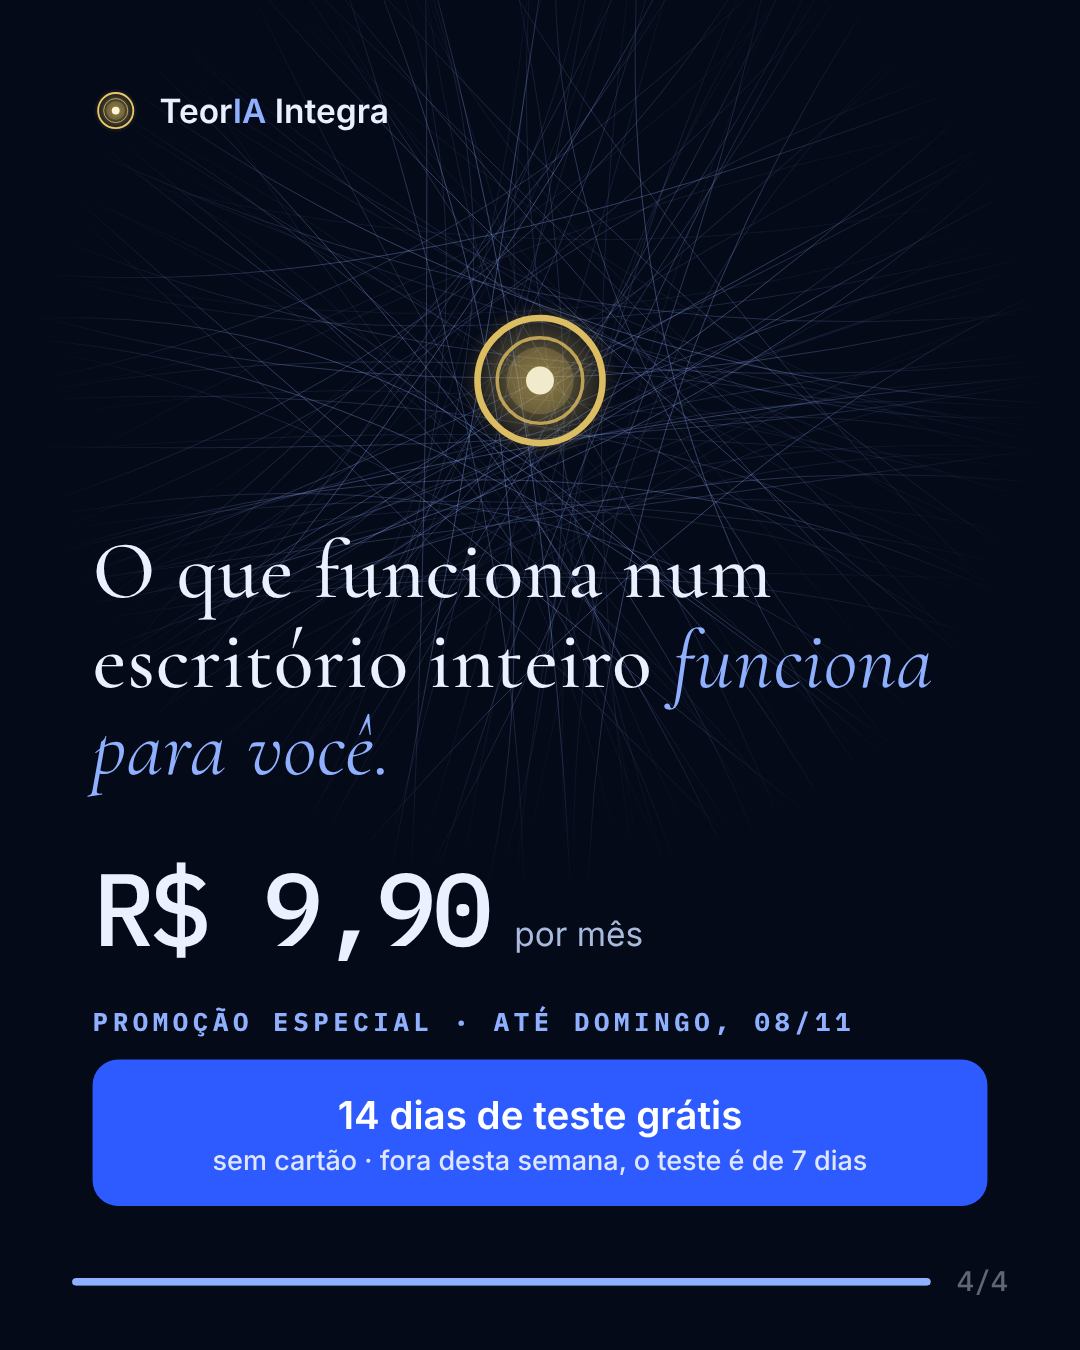 TeorIA Integra
O que funciona num
escritório inteiro funciona
para você.
R$ 9,90 por mês
PROMOÇÃO ESPECIAL · ATÉ DOMINGO, 08/11
14 dias de teste grátis
sem cartão · fora desta semana, o teste é de 7 dias
4/4